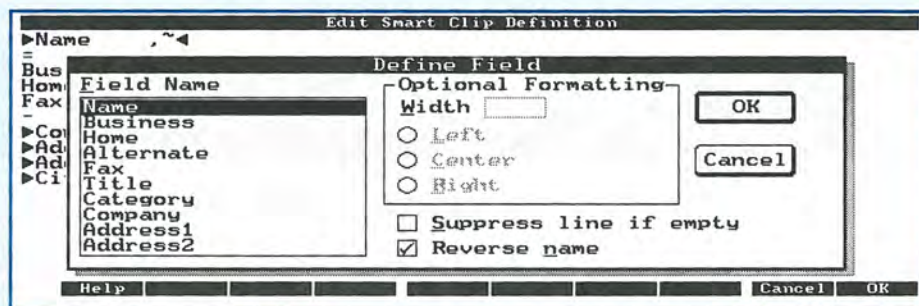 Edit Smart Clip Definition
►Name ,~◄
=
Bus
Hom
Fax
-
►Co
►Ad
►Ad
►Ci
Define Field
Field Name
Name
Business
Home
Alternate
Fax
Title
Category
Company
Address1
Address2
Optional Formatting
Width
Left
Center
Right
Suppress line if empty
Reverse name
OK
Cancel
Help Cancel OK